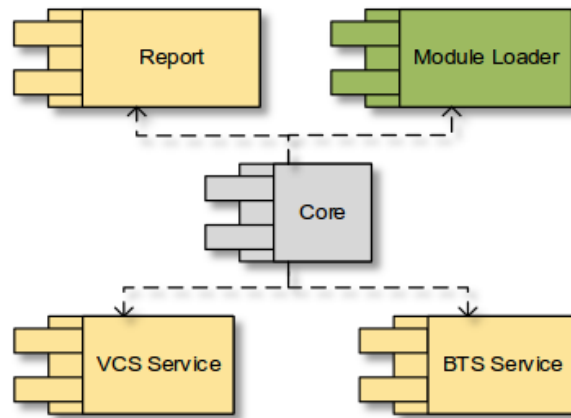 Report
Module Loader
Core
VCS Service
BTS Service